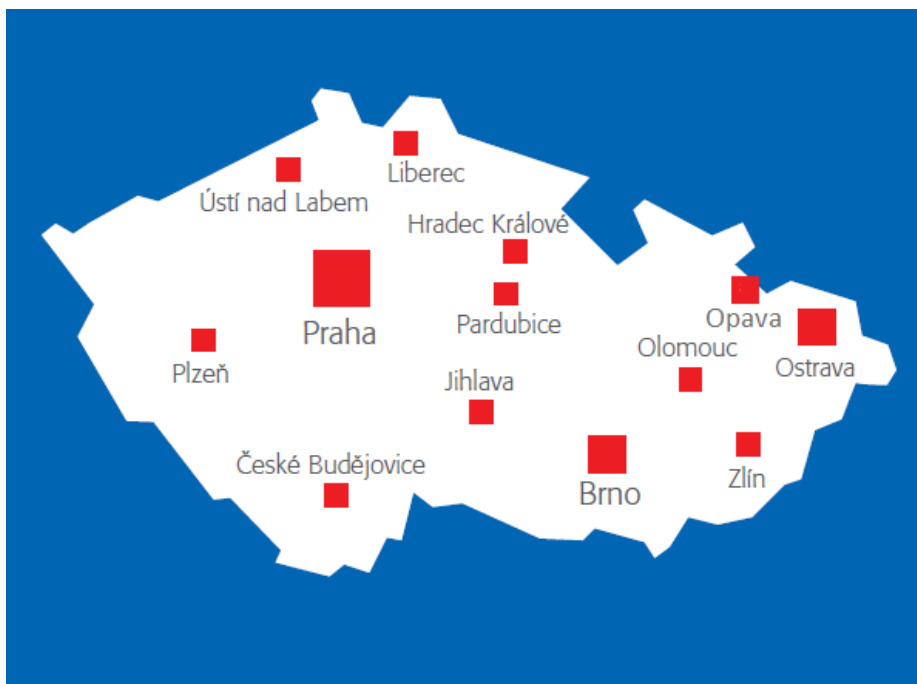 Liberec
Ústí nad Labem
Hradec Králové
Praha
Pardubice
Opava
Olomouc
Ostrava
Plzeň
Jihlava
České Budějovice
Zlín
Brno